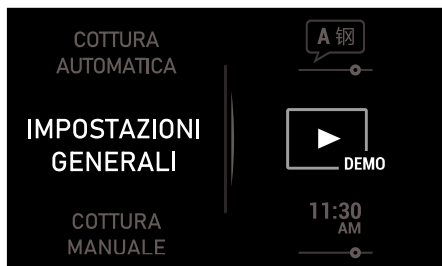 COTTURA
AUTOMATICA
A 钢
IMPOSTAZIONI
GENERALI
DEMO
COTTURA
MANUALE
11:30
AM